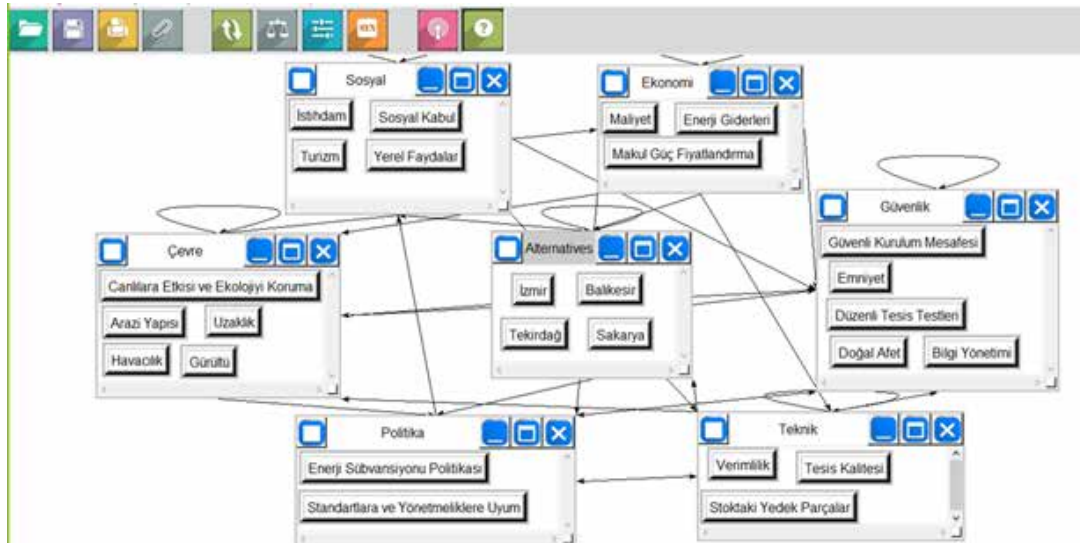 Sosyal
İstihdam
Sosyal Kabul
Turizm
Yerel Faydalar
Ekonomi
Maliyet
Enerji Giderleri
Makul Güç Fiyatlandırma
Güvenlik
Güvenli Kurulum Mesafesi
Emniyet
Düzenli Tesis Testleri
Doğal Afet
Bilgi Yönetimi
Çevre
Canlılara Etkisi ve Ekolojiyi Koruma
Arazi Yapısı
Uzaklık
Havacılık
Gürültü
Alternatives
İzmir
Balıkesir
Tekirdağ
Sakarya
Politika
Enerji Sübvansiyonu Politikası
Standartlara ve Yönetmeliklere Uyum
Teknik
Verimlilik
Tesis Kalitesi
Stoktaki Yedek Parçalar